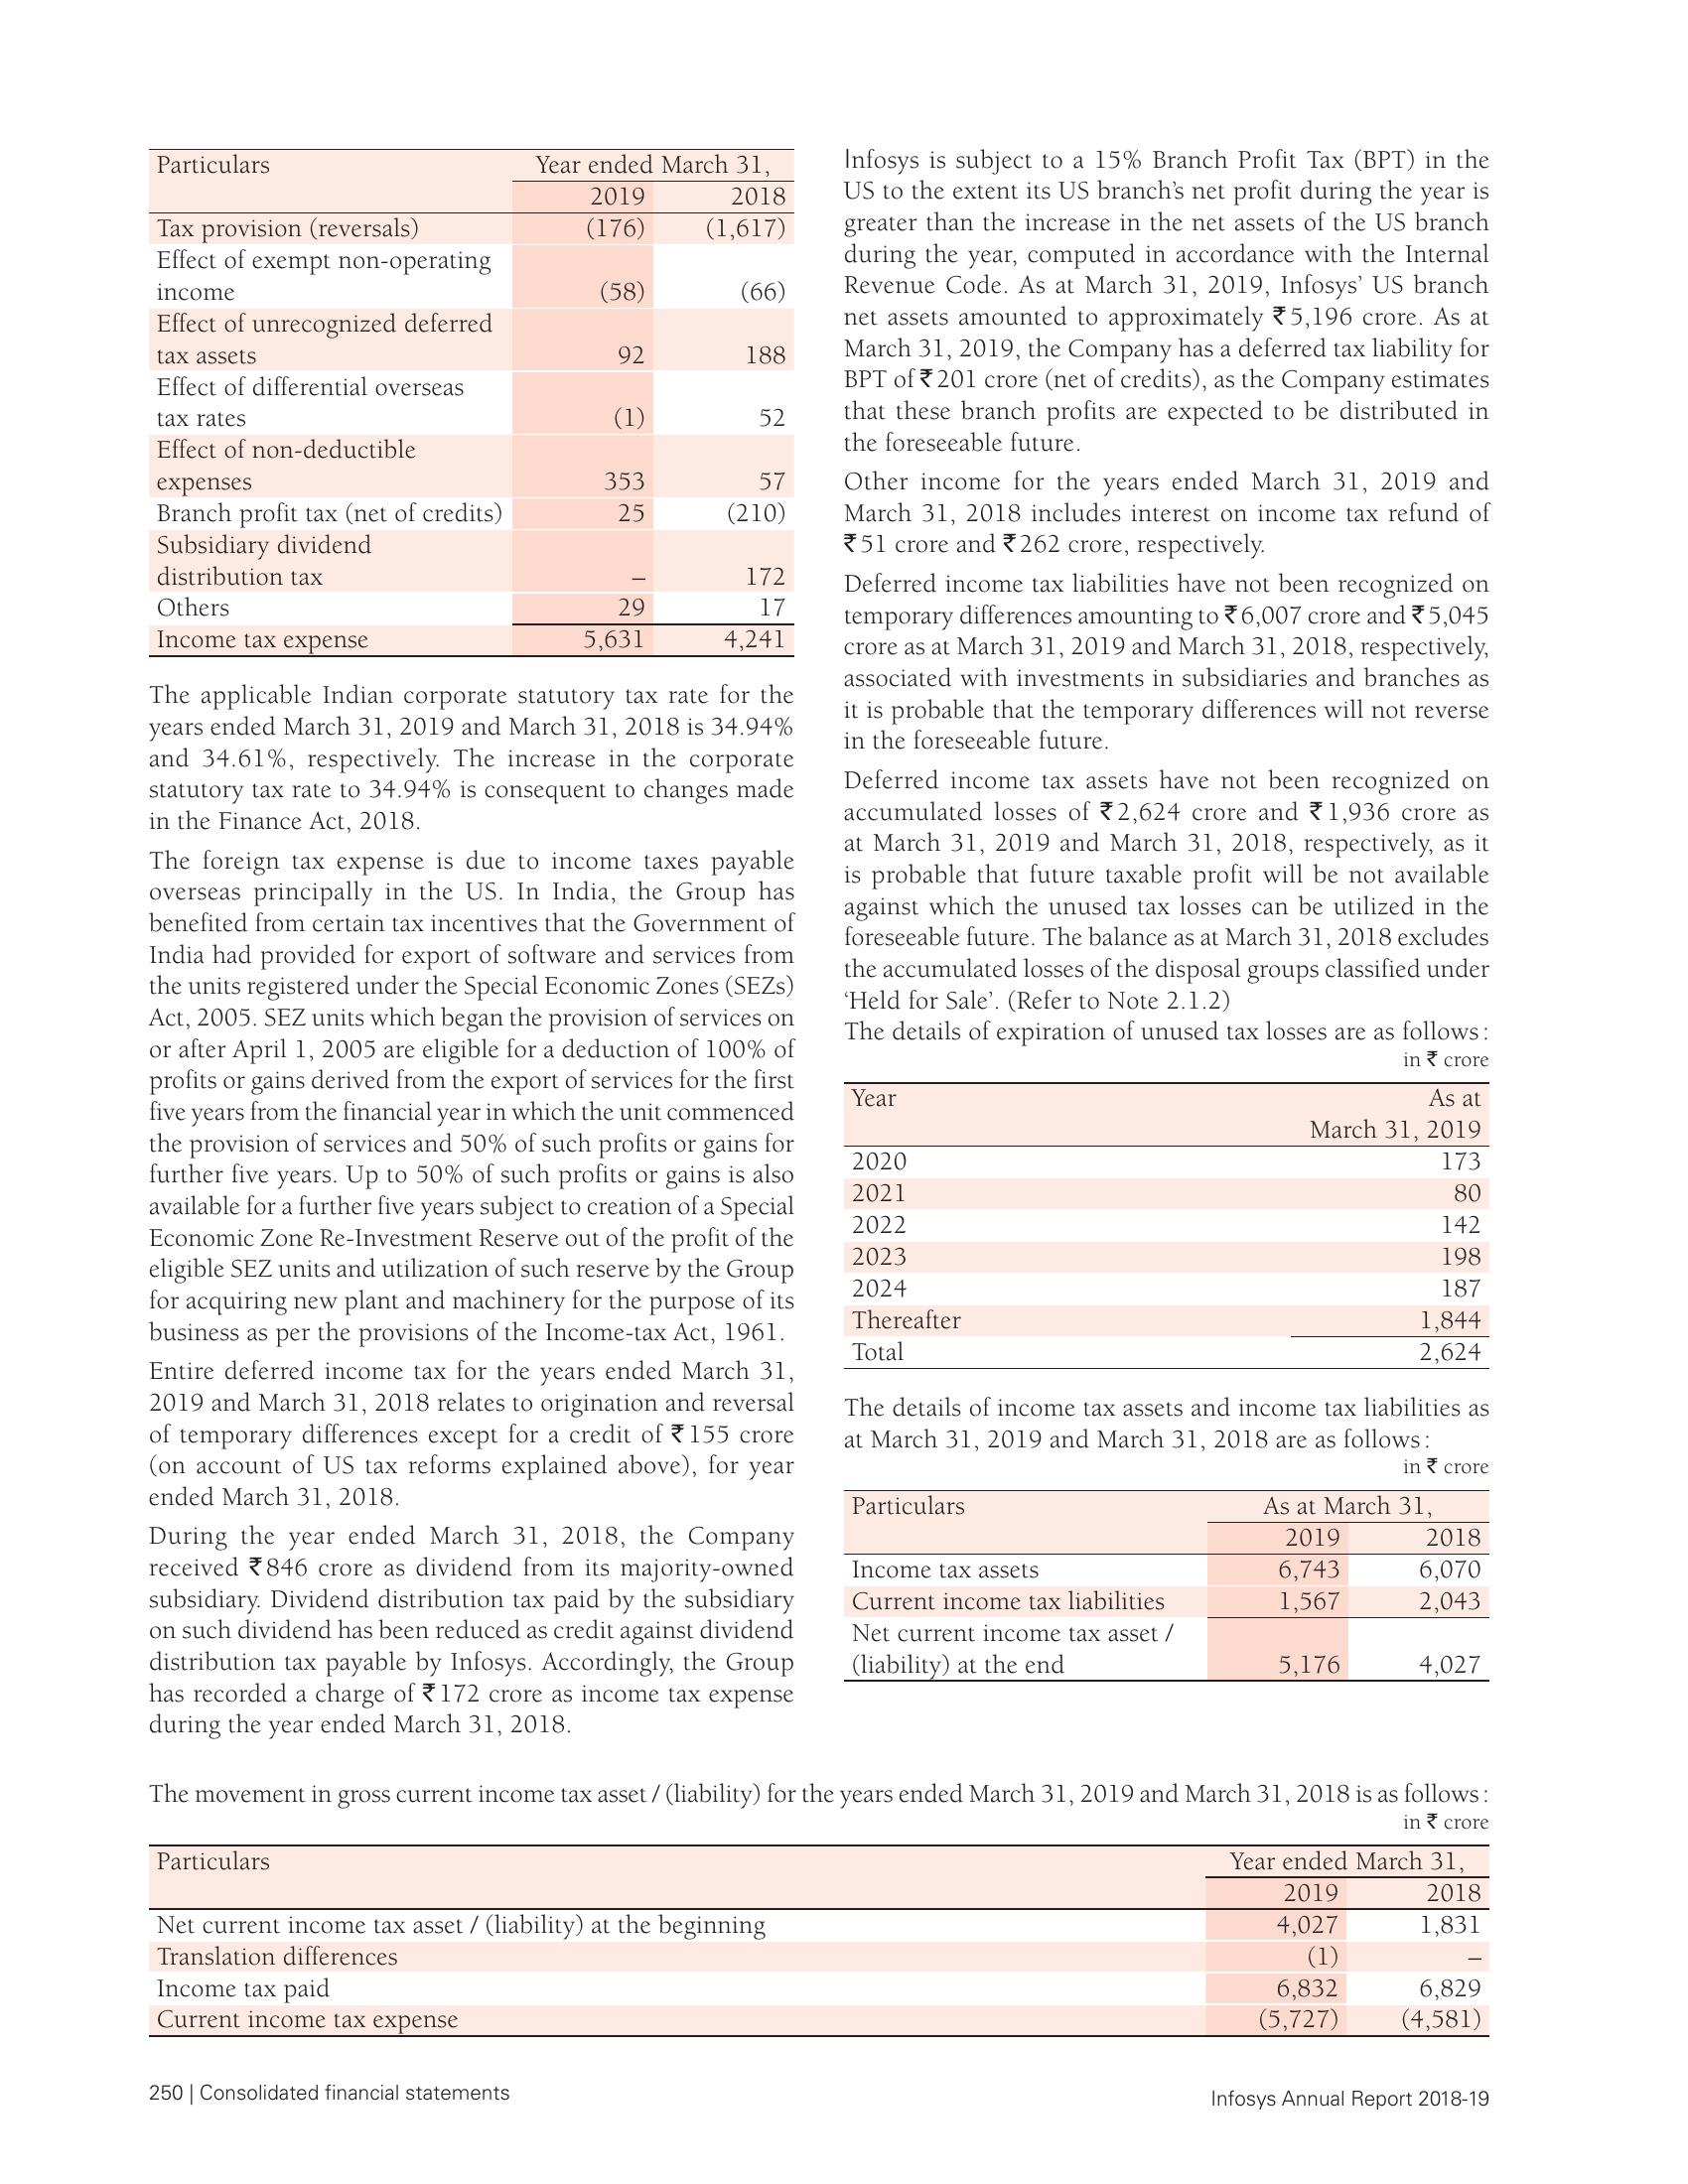 Particulars Year ended March 31,
2019 2018
Tax provision (reversals) (176) (1,617)
Effect of exempt non-operating
income (58) (66)
Effect of unrecognized deferred
tax assets 92 188
Effect of differential overseas
tax rates (1) 52
Effect of non-deductible
expenses 353 57
Branch profit tax (net of credits) 25 (210)
Subsidiary dividend
distribution tax – 172
Others 29 17
Income tax expense 5,631 4,241
The applicable Indian corporate statutory tax rate for the
years ended March 31, 2019 and March 31, 2018 is 34.94%
and 34.61%, respectively. The increase in the corporate
statutory tax rate to 34.94% is consequent to changes made
in the Finance Act, 2018.
The foreign tax expense is due to income taxes payable
overseas principally in the US. In India, the Group has
benefited from certain tax incentives that the Government of
India had provided for export of software and services from
the units registered under the Special Economic Zones (SEZs)
Act, 2005. SEZ units which began the provision of services on
or after April 1, 2005 are eligible for a deduction of 100% of
profits or gains derived from the export of services for the first
five years from the financial year in which the unit commenced
the provision of services and 50% of such profits or gains for
further five years. Up to 50% of such profits or gains is also
available for a further five years subject to creation of a Special
Economic Zone Re-Investment Reserve out of the profit of the
eligible SEZ units and utilization of such reserve by the Group
for acquiring new plant and machinery for the purpose of its
business as per the provisions of the Income-tax Act, 1961.
Entire deferred income tax for the years ended March 31,
2019 and March 31, 2018 relates to origination and reversal
of temporary differences except for a credit of ₹155 crore
(on account of US tax reforms explained above), for year
ended March 31, 2018.
During the year ended March 31, 2018, the Company
received ₹846 crore as dividend from its majority-owned
subsidiary. Dividend distribution tax paid by the subsidiary
on such dividend has been reduced as credit against dividend
distribution tax payable by Infosys. Accordingly, the Group
has recorded a charge of ₹172 crore as income tax expense
during the year ended March 31, 2018.
Infosys is subject to a 15% Branch Profit Tax (BPT) in the
US to the extent its US branch's net profit during the year is
greater than the increase in the net assets of the US branch
during the year, computed in accordance with the Internal
Revenue Code. As at March 31, 2019, Infosys' US branch
net assets amounted to approximately ₹5,196 crore. As at
March 31, 2019, the Company has a deferred tax liability for
BPT of ₹201 crore (net of credits), as the Company estimates
that these branch profits are expected to be distributed in
the foreseeable future.
Other income for the years ended March 31, 2019 and
March 31, 2018 includes interest on income tax refund of
₹51 crore and ₹262 crore, respectively.
Deferred income tax liabilities have not been recognized on
temporary differences amounting to ₹6,007 crore and ₹5,045
crore as at March 31, 2019 and March 31, 2018, respectively,
associated with investments in subsidiaries and branches as
it is probable that the temporary differences will not reverse
in the foreseeable future.
Deferred income tax assets have not been recognized on
accumulated losses of ₹2,624 crore and ₹1,936 crore as
at March 31, 2019 and March 31, 2018, respectively, as it
is probable that future taxable profit will be not available
against which the unused tax losses can be utilized in the
foreseeable future. The balance as at March 31, 2018 excludes
the accumulated losses of the disposal groups classified under
‘Held for Sale’. (Refer to Note 2.1.2)
The details of expiration of unused tax losses are as follows:
in ₹ crore
Year As at
March 31, 2019
2020 173
2021 80
2022 142
2023 198
2024 187
Thereafter 1,844
Total 2,624
The details of income tax assets and income tax liabilities as
at March 31, 2019 and March 31, 2018 are as follows:
in ₹ crore
Particulars As at March 31,
2019 2018
Income tax assets 6,743 6,070
Current income tax liabilities 1,567 2,043
Net current income tax asset /
(liability) at the end 5,176 4,027
The movement in gross current income tax asset / (liability) for the years ended March 31, 2019 and March 31, 2018 is as follows:
in ₹ crore
Particulars Year ended March 31,
2019 2018
Net current income tax asset / (liability) at the beginning 4,027 1,831
Translation differences (1) –
Income tax paid 6,832 6,829
Current income tax expense (5,727) (4,581)
250 | Consolidated financial statements
Infosys Annual Report 2018-19